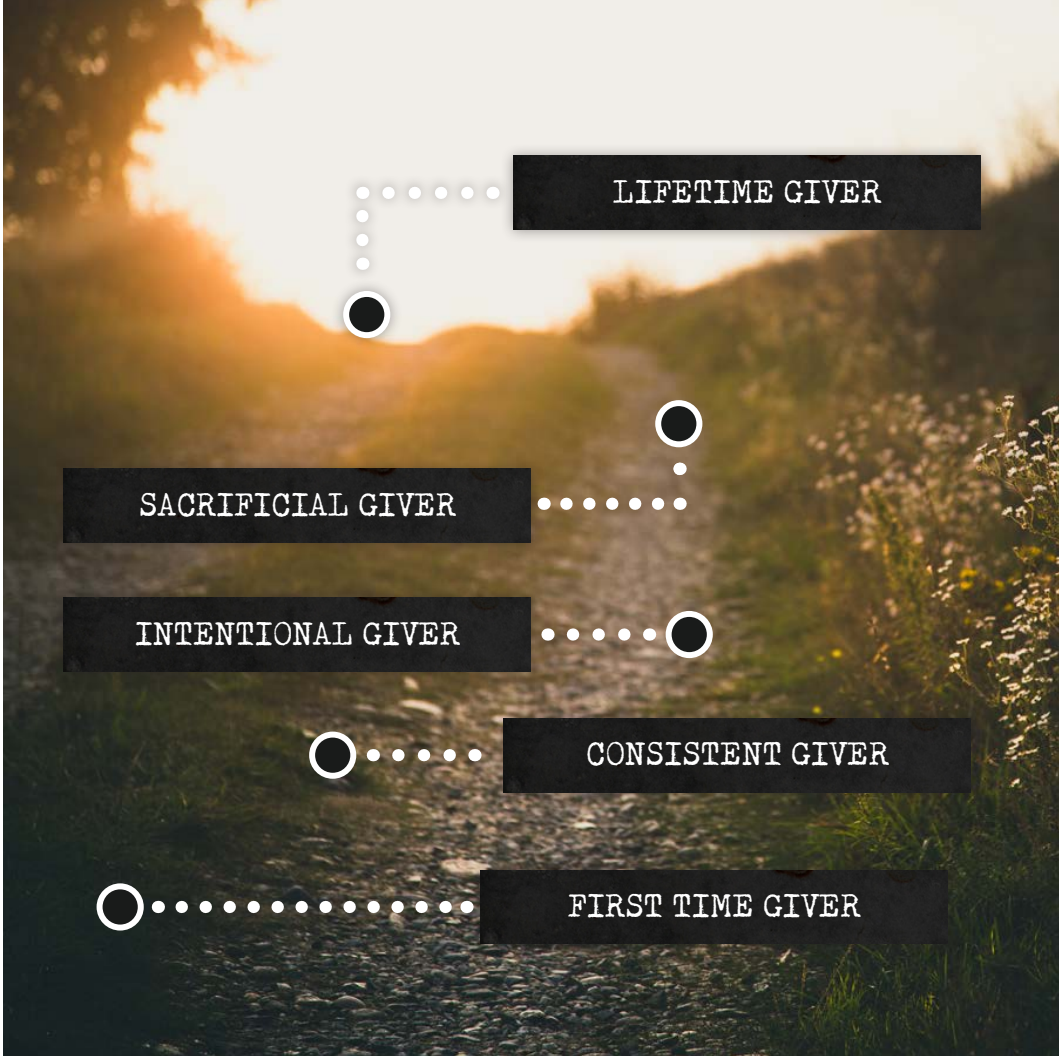 LIFETIME GIVER
SACRIFICIAL GIVER
INTENTIONAL GIVER
CONSISTENT GIVER
FIRST TIME GIVER